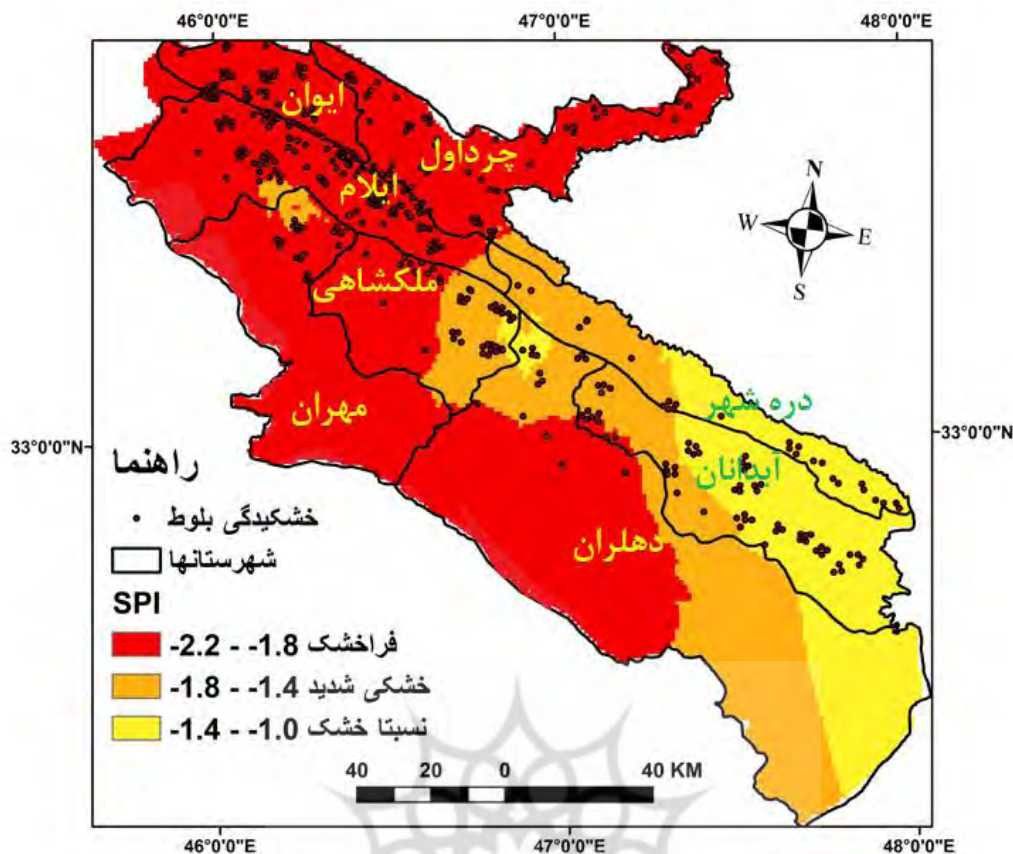 46°0'0"E 47°0'0"E 48°0'0"E
ایوان
چرداول
ایلام
N
W E
S
ملکشاهی
مهران
دره شهر
33°0'0"N 33°0'0"N
آبدانان
راهنما
خشکیدگی بلوط
دهلران
شهرستانها
SPI
-2.2 - -1.8 فراخشک
-1.8 - -1.4 خشکی شدید
-1.4 - -1.0 نسبتا خشک
40 20 0 40 KM
46°0'0"E 47°0'0"E 48°0'0"E